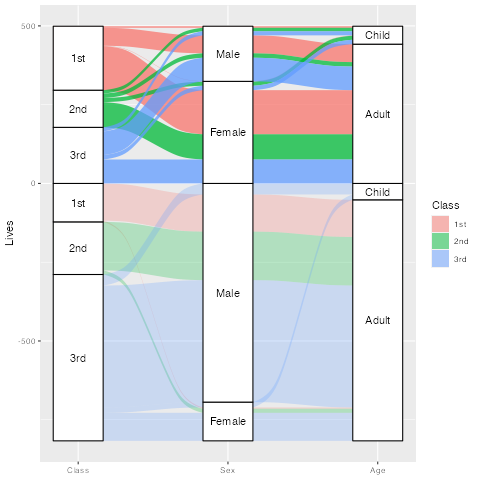 500
0
-500
Lives
1st
2nd
3rd
1st
2nd
3rd
Male
Female
Male
Female
Child
Adult
Child
Adult
Class
Sex
Age
Class
1st
2nd
3rd